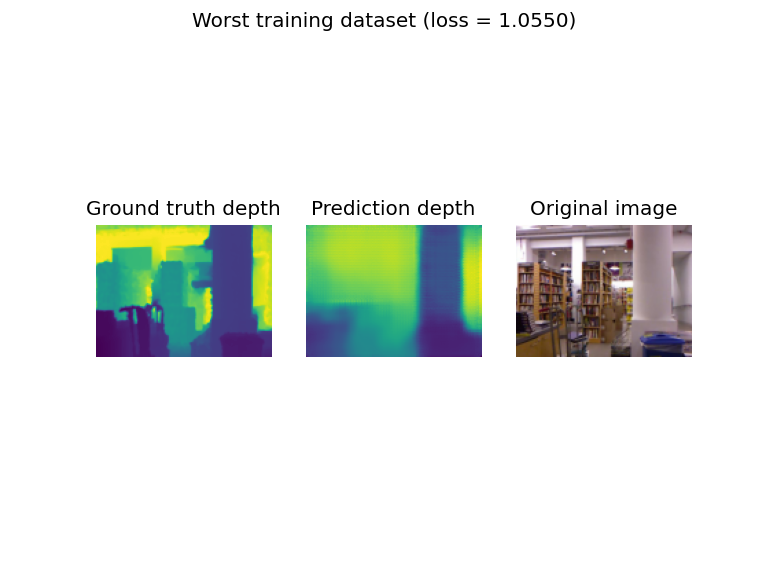 Worst training dataset (loss = 1.0550)
Ground truth depth
Prediction depth
Original image